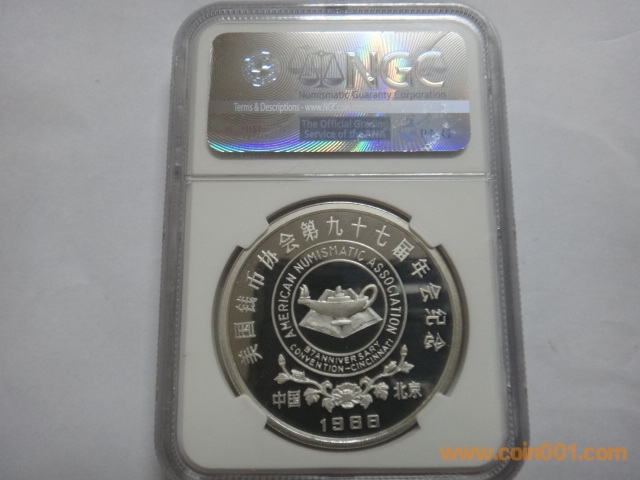 NGC
Numismatic Guaranty Corporation
Terms & Descriptions - www.NGC
The Official Grading
Service of the ANA
美国钱币协会第九十七届年会纪念
AMERICAN NUMISMATIC ASSOCIATION
97 ANNIVERSARY
CONVENTION-CINCINNATI
中国 北京
1988
www.coin001.com